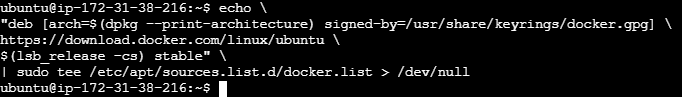 ubuntu@ip-172-31-38-216:~$ echo \
"deb [arch=$(dpkg --print-architecture) signed-by=/usr/share/keyrings/docker.gpg] \
https://download.docker.com/linux/ubuntu \
$(lsb_release -cs) stable" \
| sudo tee /etc/apt/sources.list.d/docker.list > /dev/null
ubuntu@ip-172-31-38-216:~$